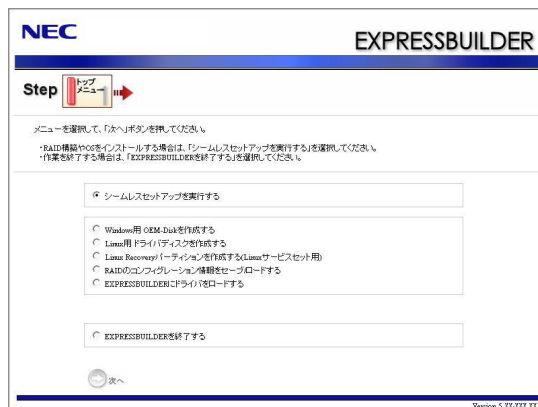 NEC
EXPRESSBUILDER
Step トップ
メニュー
メニューを選択して、「次へ」ボタンを押してください。
・RAID構築やOSをインストールする場合は、「シームレスセットアップを実行する」を選択してください。
・作業を終了する場合は、「EXPRESSBUILDERを終了する」を選択してください。
シームレスセットアップを実行する
Windows用 OEM-Diskを作成する
Linux用 ドライバディスクを作成する
Linux Recoveryパーティションを作成する(Linuxサービスセット用)
RAIDのコンフィグレーション情報をセーブ/ロードする
EXPRESSBUILDERにドライバをロードする
EXPRESSBUILDERを終了する
次へ